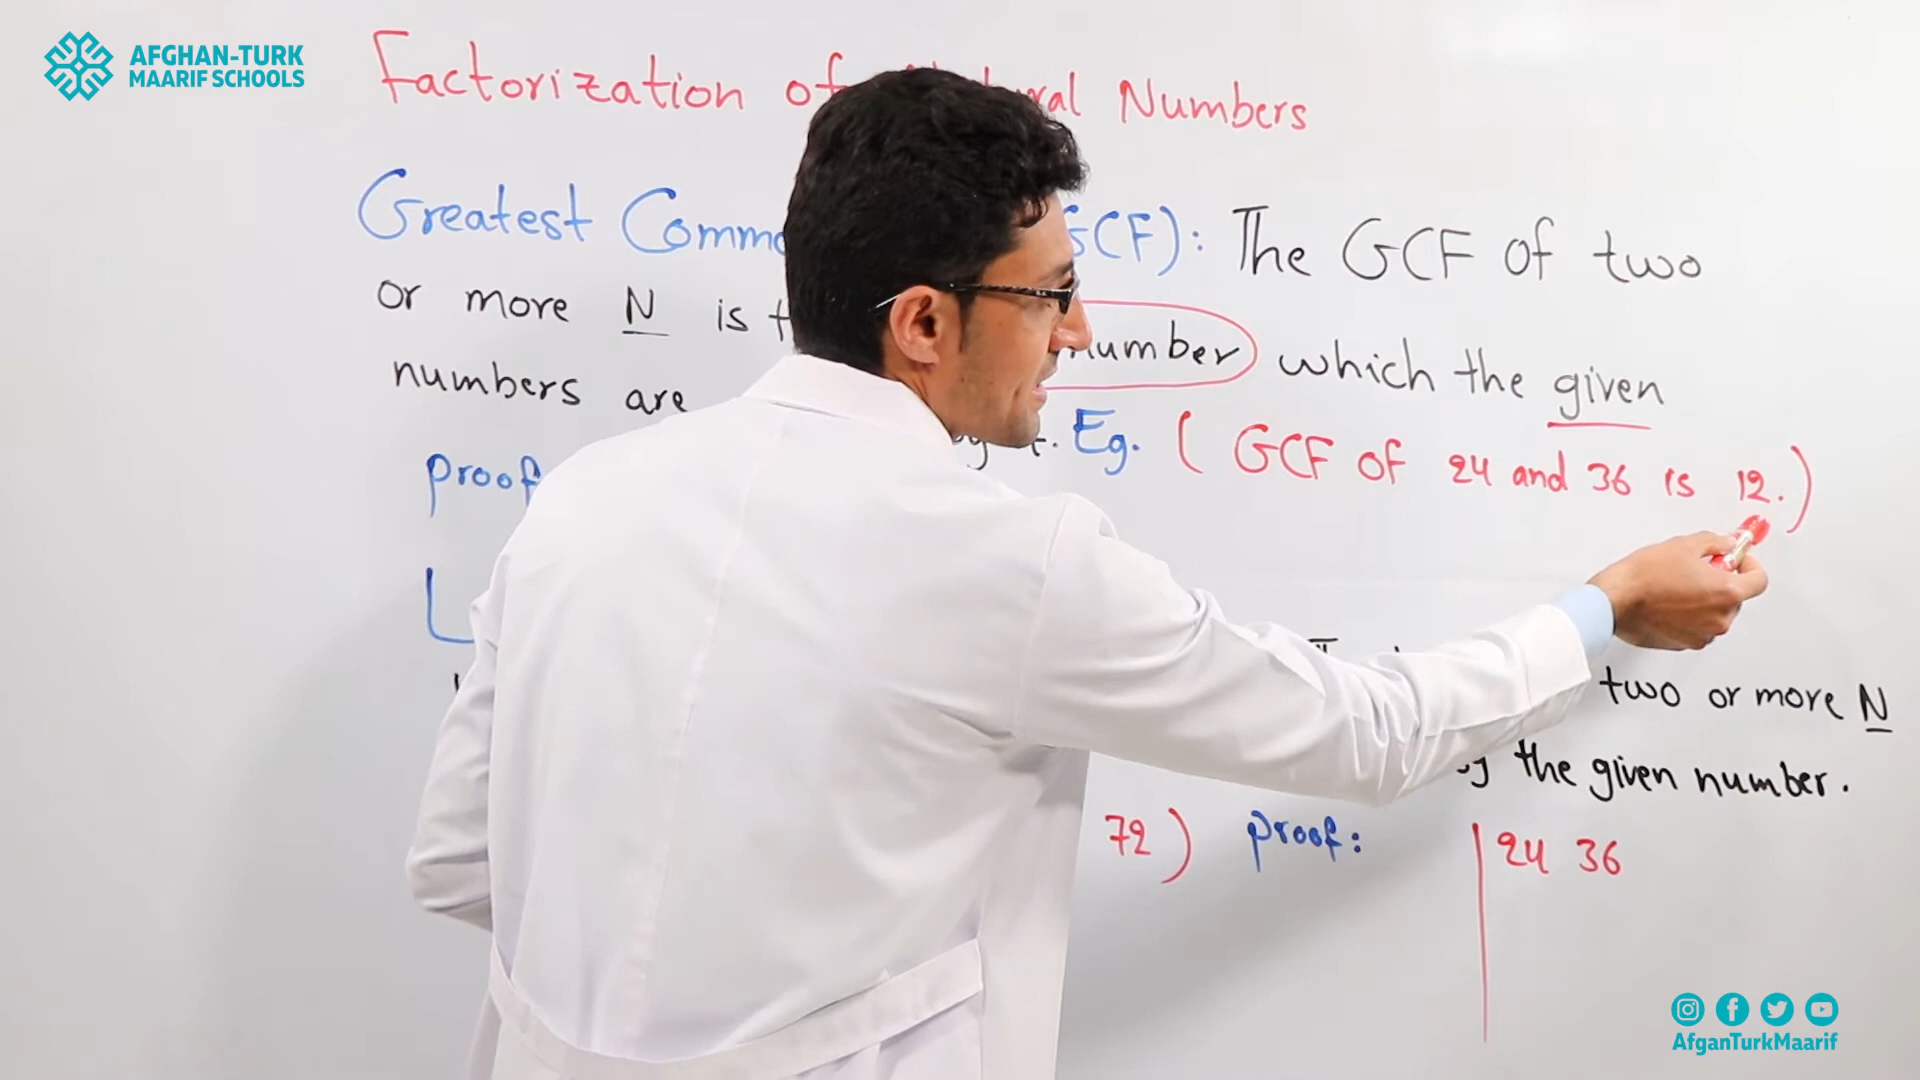 AFGHAN-TURK
MAARIF SCHOOLS
Factorization of Numbers
Greatest Comm GCF): The GCF of two
or more N is number which the given
numbers are Eg. ( GCF of 24 and 36 is 12.)
proof
two or more N
by the given number.
72) proof: 24 36
AfganTurkMaarif